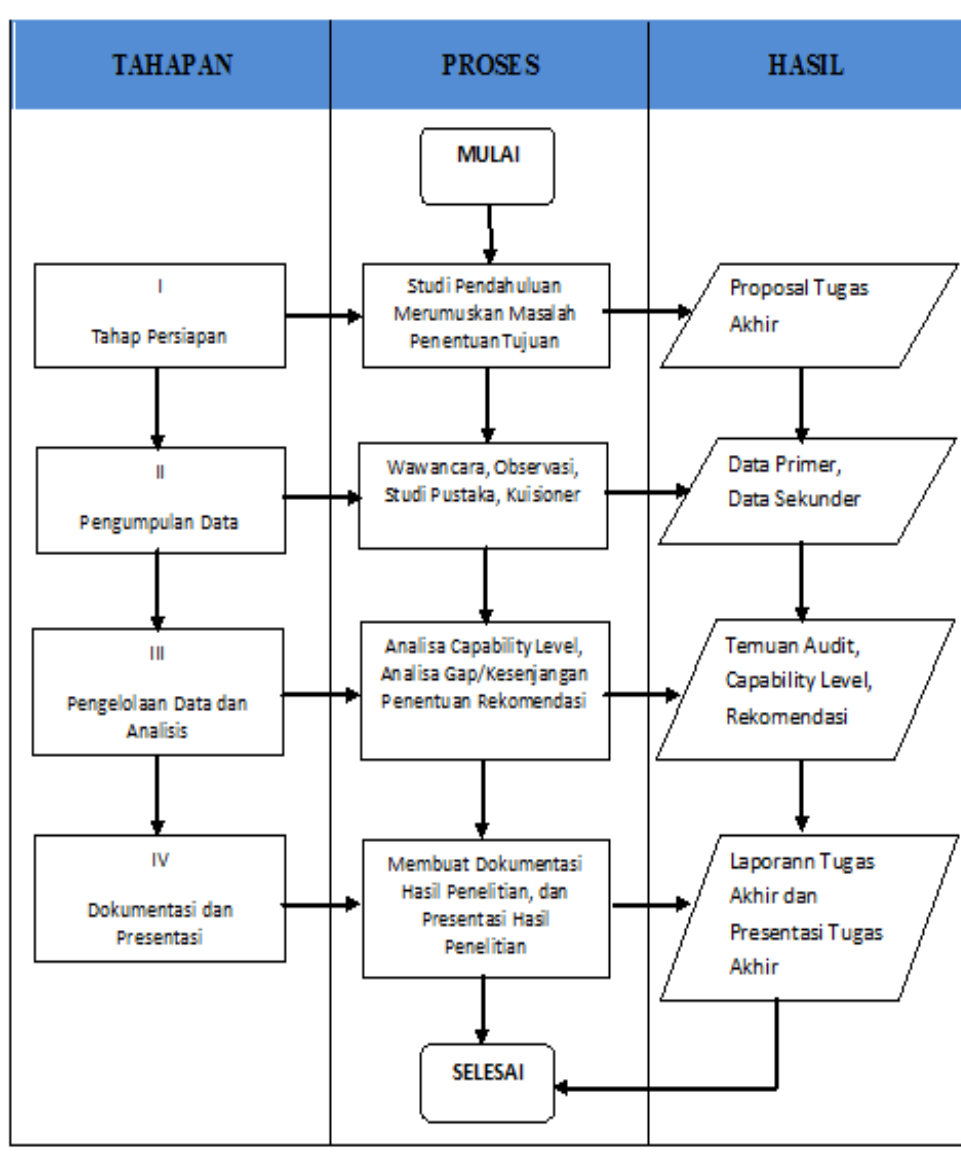 TAHAPAN
PROSES
HASIL
MULAI
I
Tahap Persiapan
Studi Pendahuluan
Merumuskan Masalah
Penentuan Tujuan
Proposal Tugas
Akhir
II
Pengumpulan Data
Wawancara, Observasi,
Studi Pustaka, Kuisioner
Data Primer,
Data Sekunder
III
Pengelolaan Data dan
Analisis
Analisa Capability Level,
Analisa Gap/Kesenjangan
Penentuan Rekomendasi
Temuan Audit,
Capability Level,
Rekomendasi
IV
Dokumentasi dan
Presentasi
Membuat Dokumentasi
Hasil Penelitian, dan
Presentasi Hasil
Penelitian
Laporann Tugas
Akhir dan
Presentasi Tugas
Akhir
SELESAI